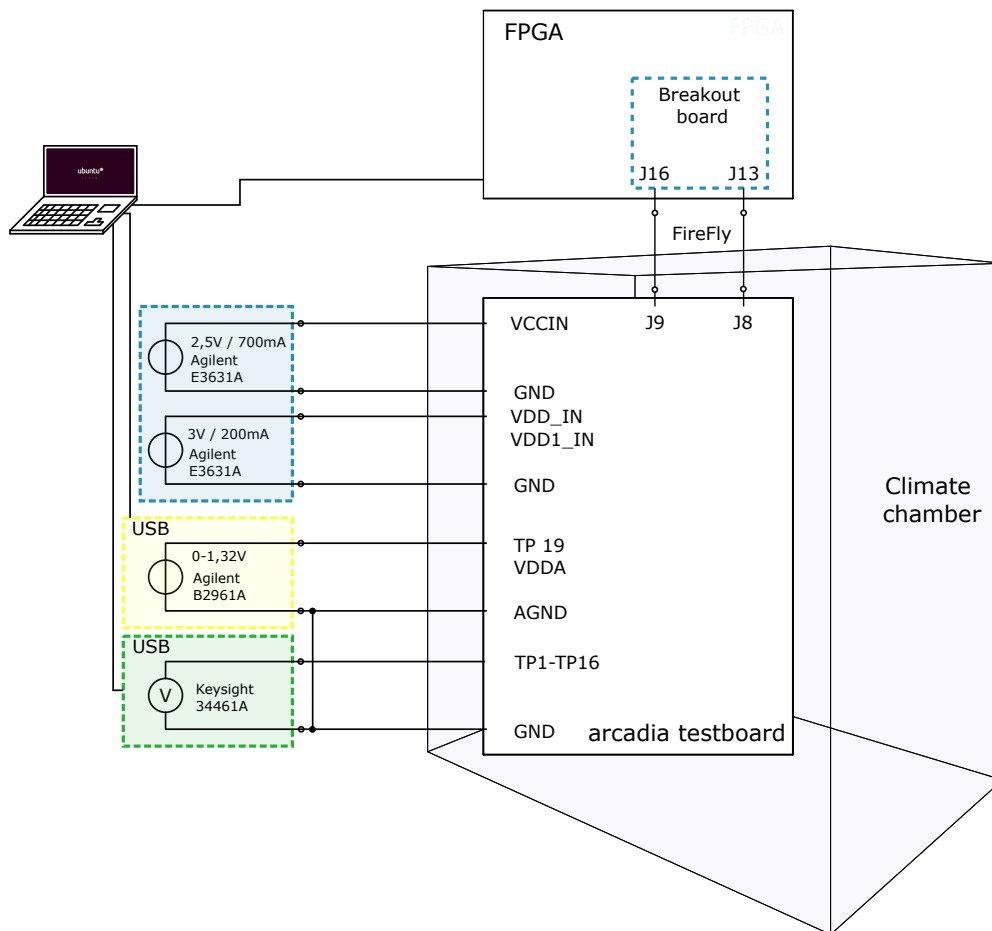 FPGA
FPGA
Breakout
board
J16
J13
FireFly
ubuntu
J9
J8
2,5V / 700mA
Agilent
E3631A
VCCIN
GND
3V / 200mA
Agilent
E3631A
VDD_IN
VDD1_IN
GND
Climate
chamber
USB
0-1,32V
Agilent
B2961A
TP 19
VDDA
AGND
USB
V
Keysight
34461A
TP1-TP16
GND
arcadia testboard